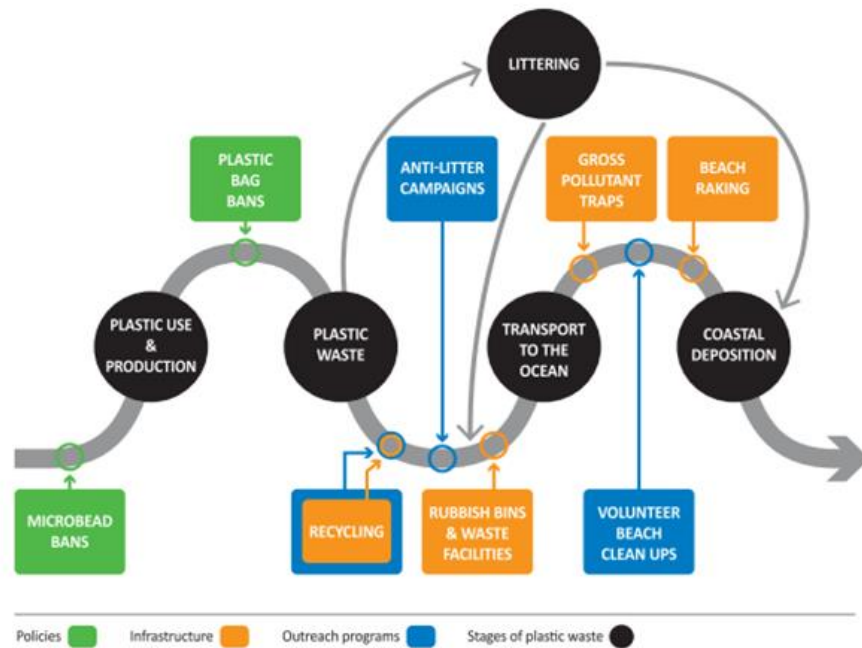 LITTERING
PLASTIC
BAG
BANS
ANTI-LITTER
CAMPAIGNS
GROSS
POLLUTANT
TRAPS
BEACH
RAKING
PLASTIC USE
&
PRODUCTION
PLASTIC
WASTE
TRANSPORT
TO THE
OCEAN
COASTAL
DEPOSITION
MICROBEAD
BANS
RECYCLING
RUBBISH BINS
& WASTE
FACILITIES
VOLUNTEER
BEACH
CLEAN UPS
Policies
Infrastructure
Outreach programs
Stages of plastic waste